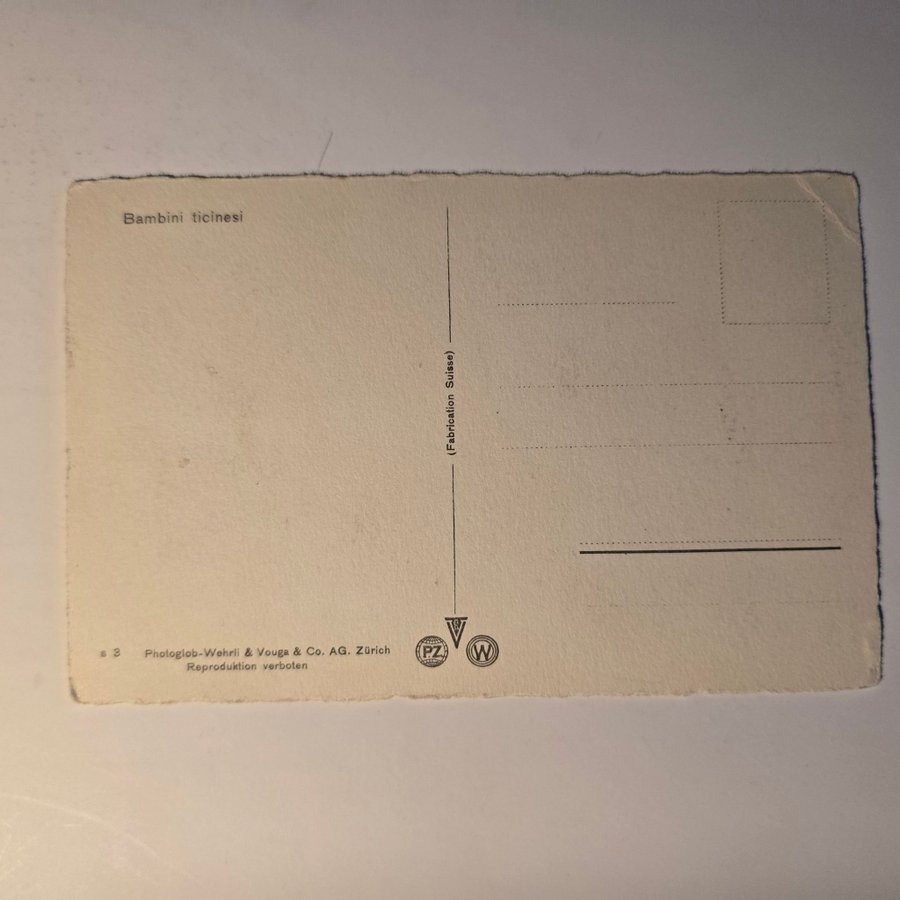 Bambini ticinesi
(Fabrication Suisse)
s 3 Photoglob-Wehrli & Vouga & Co. AG. Zürich
Reproduktion verboten
V & T
PZ
W